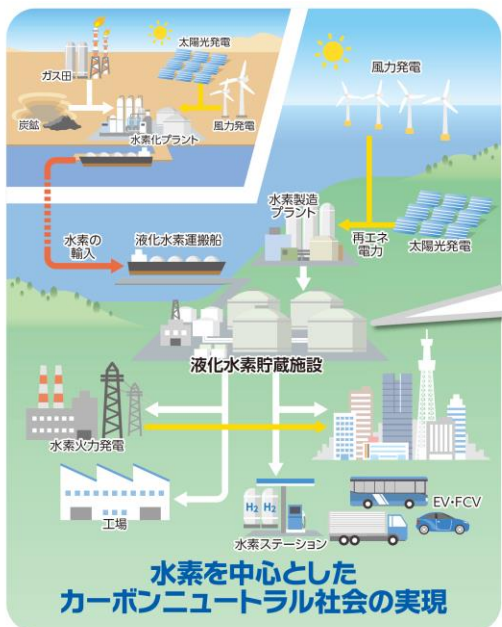 ガス田
太陽光発電
炭鉱
水素化プラント
風力発電
風力発電
水素製造
プラント
再エネ
電力
太陽光発電
水素の
輸入
液化水素運搬船
液化水素貯蔵施設
水素火力発電
工場
H2
H2
水素ステーション
EV・FCV
水素を中心とした
カーボンニュートラル社会の実現